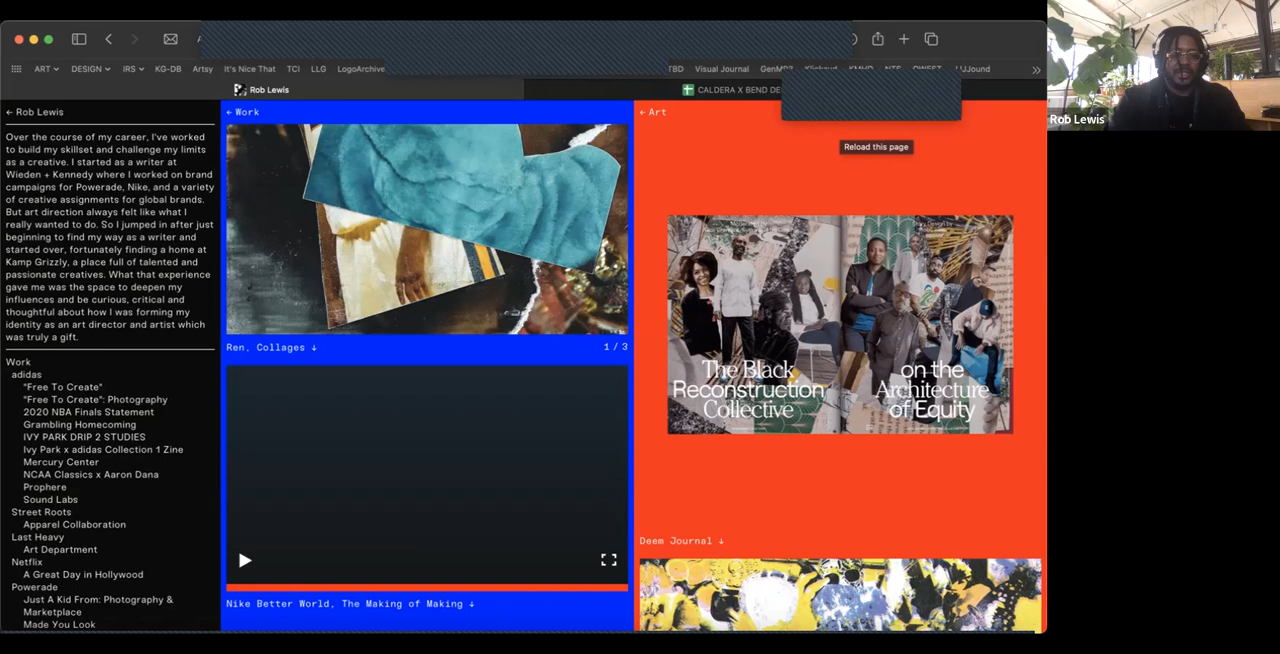 ART
DESIGN
IRS
KG-DB
Artsy
It's Nice That
TCI
LLG
LogoArchive
TBD
Visual Journal
Rob Lewis
CALDERA X BEND DE
← Rob Lewis
Over the course of my career, I've worked
to build my skillset and challenge my limits
as a creative. I started as a writer at
Wieden + Kennedy where I worked on brand
campaigns for Powerade, Nike, and a variety
of creative assignments for global brands.
But art direction always felt like what I
really wanted to do. So I jumped in after just
beginning to find my way as a writer and
started over, fortunately finding a home at
Kamp Grizzly, a place full of talented and
passionate creatives. What that experience
gave me was the space to deepen my
influences and be curious, critical and
thoughtful about how I was forming my
identity as an art director and artist which
was truly a gift.
Work
adidas
"Free To Create"
"Free To Create": Photography
2020 NBA Finals Statement
Grambling Homecoming
IVY PARK DRIP 2 STUDIES
Ivy Park x adidas Collection 1 Zine
Mercury Center
NCAA Classics x Aaron Dana
Prophere
Sound Labs
Street Roots
Apparel Collaboration
Last Heavy
Art Department
Netflix
A Great Day in Hollywood
Powerade
Just A Kid From: Photography &
Marketplace
Made You Look
← Work
Ren, Collages ↓
1 / 3
Nike Better World, The Making of Making ↓
← Art
Reload this page
The Black
Reconstruction
Collective
on the
Architecture
of Equity
Deem Journal ↓
Rob Lewis